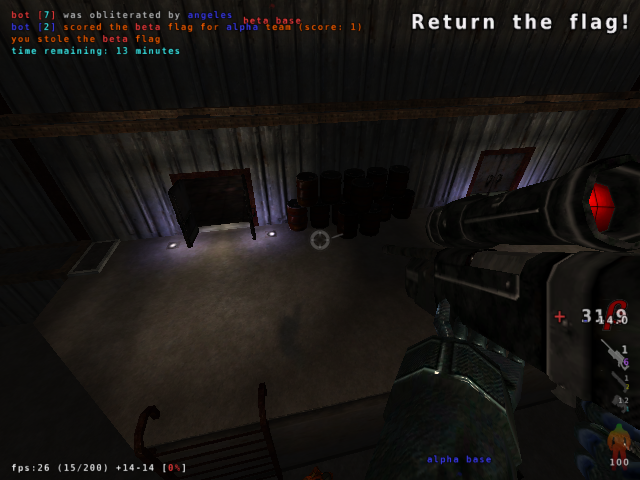 bot [7] was obliterated by angeles
beta base
bot [2] scored the beta flag for alpha team (score: 1)
you stole the beta flag
time remaining: 13 minutes
Return the flag!
1
1
12
100
alpha base
fps:26 (15/200) +14-14 [0%]